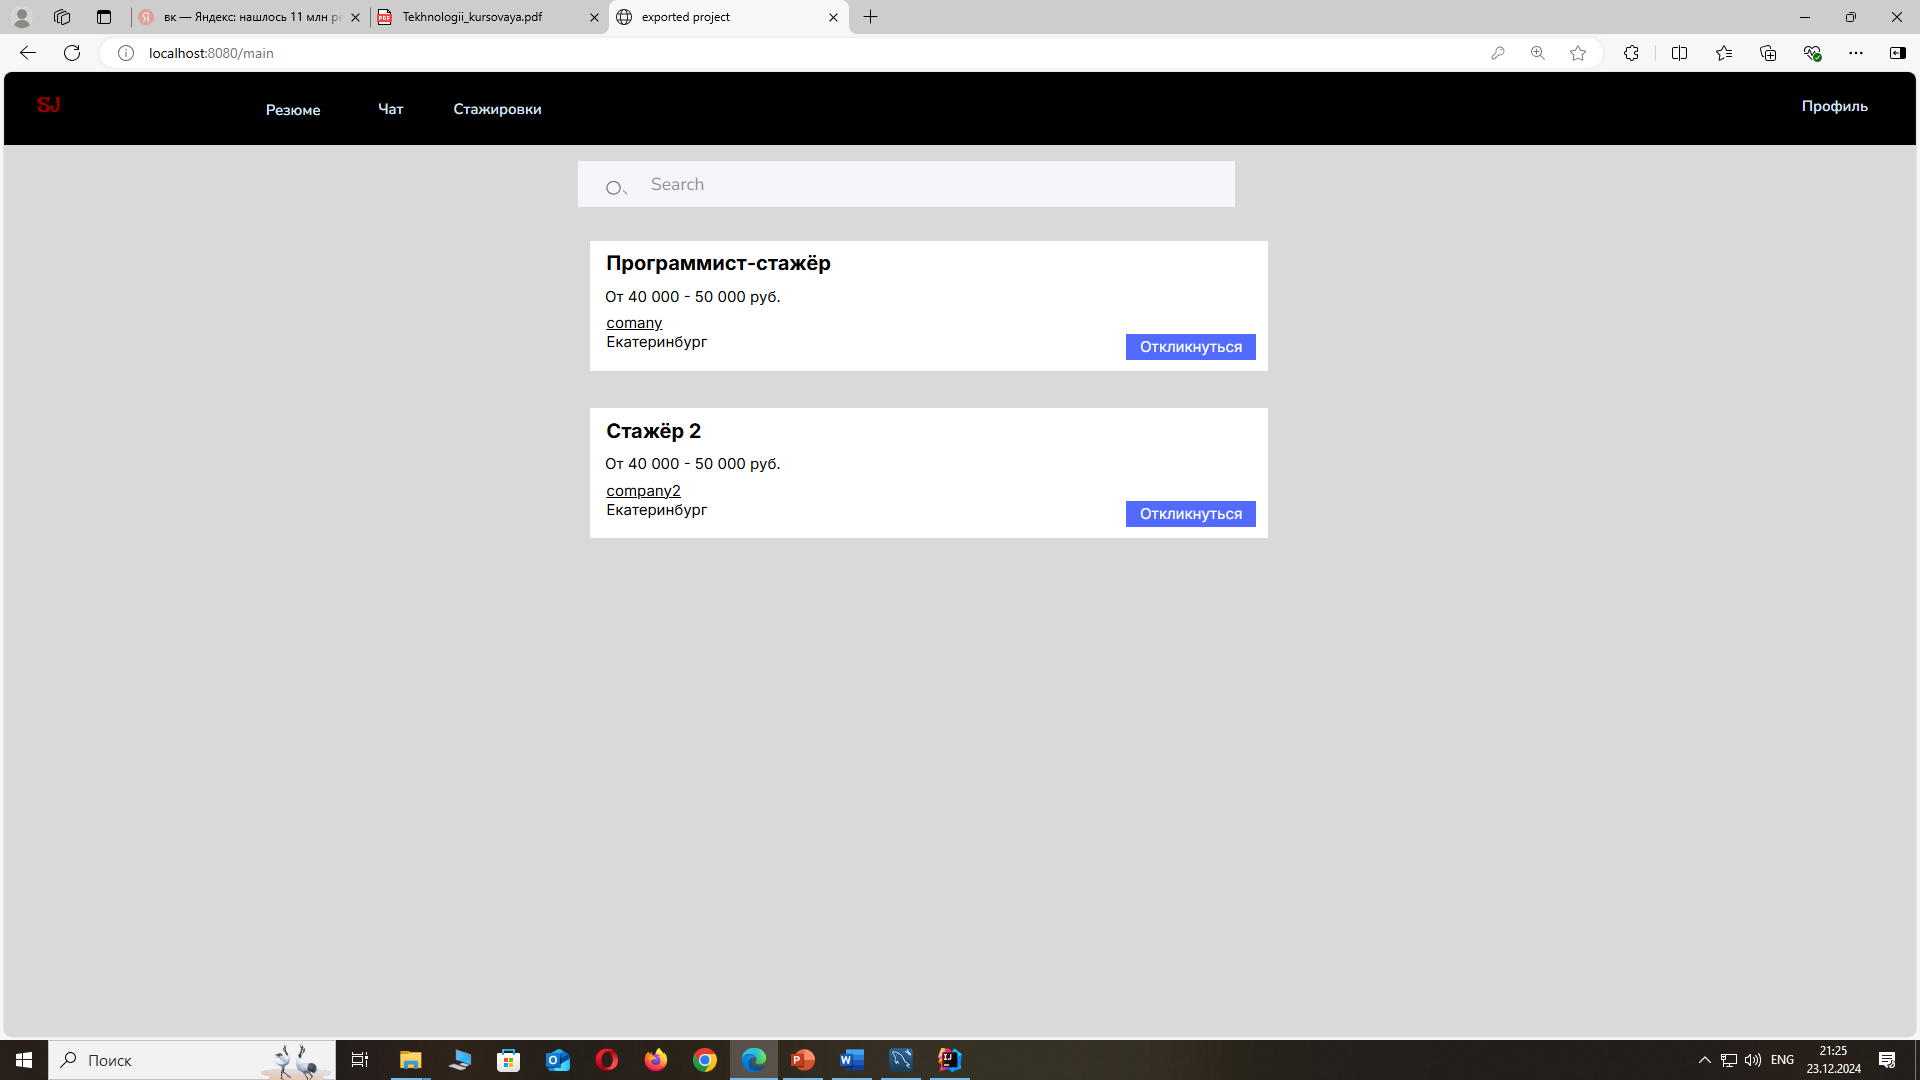 вк — Яндекс: нашлось 11 млн ре
Tekhnologii_kursovaya.pdf
exported project
localhost:8080/main
SJ
Резюме
Чат
Стажировки
Профиль
Search
Программист-стажёр
От 40 000 - 50 000 руб.
comany
Екатеринбург
Откликнуться
Стажёр 2
От 40 000 - 50 000 руб.
company2
Екатеринбург
Откликнуться
Поиск
ENG
21:25
23.12.2024